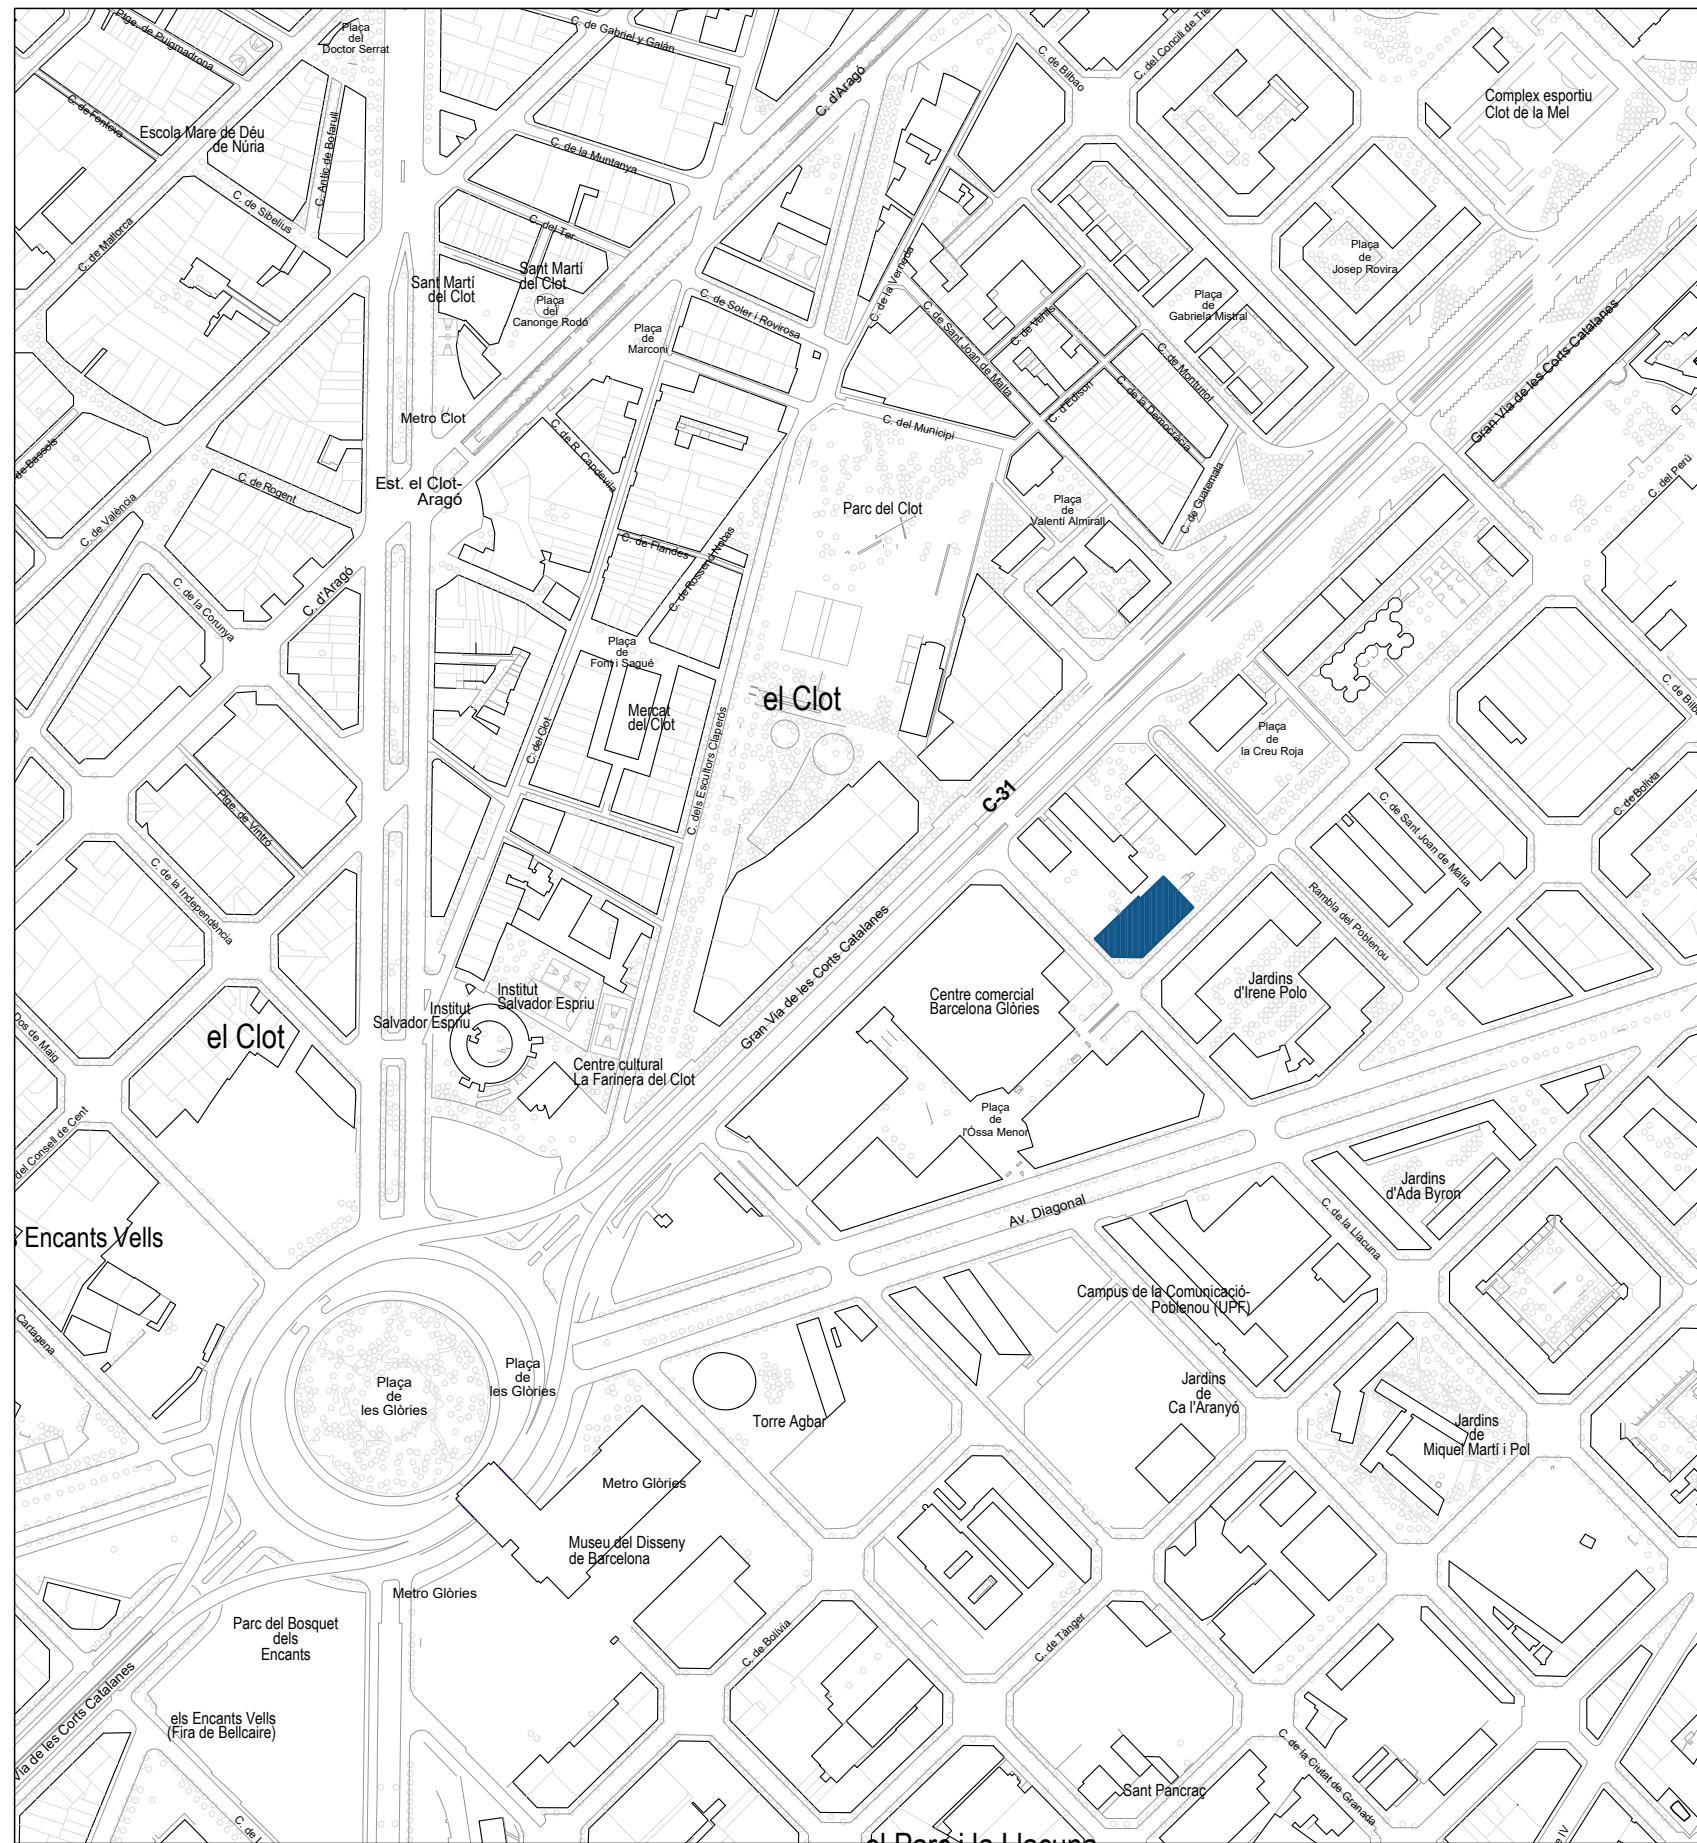 Ptge. de Puigmadrona
Plaça
del
Doctor Serrat
C. de Gabriel y Galán
C. d'Aragó
C. de Bilbao
C. de Fontova
Escola Mare de Déu
de Núria
C. Antic de Bofarull
C. de la Muntanya
Complex esportiu
Clot de la Mel
C. de Sibelius
C. de Mallorca
C. del Ter
Sant Martí
del Clot
Sant Martí
del Clot
Plaça
del
Canonge Rodó
Plaça
de
Marconi
C. de Soler i Rovirosa
C. de la Verneda
C. de Sant Joan de Malta
C. de Verns
Plaça
de
Gabriela Mistral
Plaça
de
Josep Rovira
C. de Monturiol
C. d'Edison
C. de la Democràcia
Gran Via de les Corts Catalanes
Metro Clot
C. del Municipi
C. de R. Capdevila
de Bassols
C. de Rogent
Est. el Clot-
Aragó
Parc del Clot
Plaça
de
Valentí Almirall
C. de Guatemala
C. del Perú
C. de València
C. de Flandes
C. de Rossend Nobas
C. d'Aragó
C. de la Corunya
Plaça
de
Font i Sagué
el Clot
Mercat
del Clot
C. del Clot
C. dels Escultors Claperós
Plaça
de
la Creu Roja
C-31
C. de Bolívia
C. de Sant Joan de Malta
Ptge. de Vintró
C. de la Independència
Rambla del Poblenou
Gran Via de les Corts Catalanes
Institut
Salvador Espriu
Institut
Salvador Espriu
Centre comercial
Barcelona Glòries
Jardins
d'Irene Polo
el Clot
Dos de Maig
Centre cultural
La Farinera del Clot
Plaça
de
l'Óssa Menor
del Consell de Cent
Jardins
d'Ada Byron
Av. Diagonal
C. de la Llacuna
Encants Vells
Campus de la Comunicació-
Poblenou (UPF)
Cartagena
Plaça
de
les Glòries
Plaça
de
les Glòries
Torre Agbar
Jardins
de
Ca l'Aranyó
Jardins
de
Miquel Martí i Pol
Metro Glòries
Museu del Disseny
de Barcelona
Metro Glòries
Parc del Bosquet
dels
Encants
C. de Bolívia
C. de Tànger
els Encants Vells
(Fira de Bellcaire)
Via de les Corts Catalanes
C. de la Ciutat de Granada
Sant Pancraç
el Parc i la Llacuna